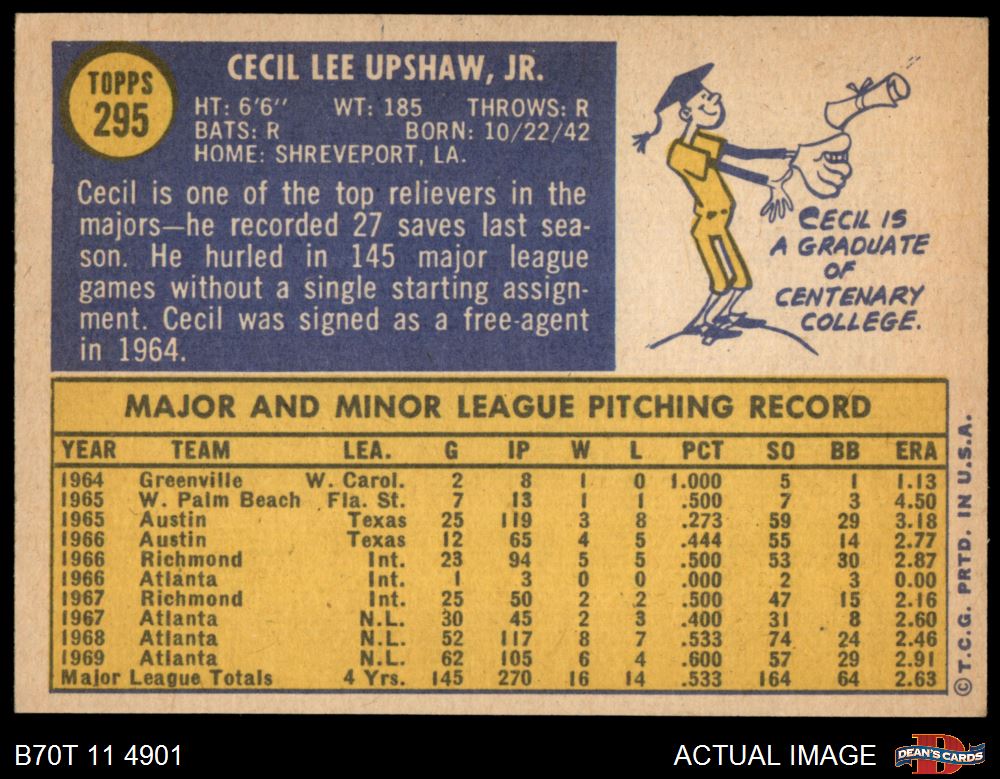 TOPPS
295
CECIL LEE UPSHAW, JR.
HT: 6'6" WT: 185 THROWS: R
BATS: R BORN: 10/22/42
HOME: SHREVEPORT, LA.
Cecil is one of the top relievers in the
majors—he recorded 27 saves last sea-
son. He hurled in 145 major league
games without a single starting assign-
ment. Cecil was signed as a free-agent
in 1964.
CECIL IS
A GRADUATE
OF
CENTENARY
COLLEGE.
MAJOR AND MINOR LEAGUE PITCHING RECORD
YEAR TEAM LEA. G IP W L PCT SO BB ERA
1964 Greenville W. Carol. 2 8 1 0 1.000 5 1 1.13
1965 W. Palm Beach Fla. St. 7 13 1 1 .500 7 3 4.50
1965 Austin Texas 25 119 3 8 .273 59 29 3.18
1966 Austin Texas 12 65 4 5 .444 55 14 2.77
1966 Richmond Int. 23 94 5 5 .500 53 30 2.87
1966 Atlanta Int. 1 3 0 0 .000 2 3 0.00
1967 Richmond Int. 25 50 2 2 .500 47 15 2.16
1967 Atlanta N.L. 30 45 2 3 .400 31 8 2.60
1968 Atlanta N.L. 52 117 8 7 .533 74 24 2.46
1969 Atlanta N.L. 62 105 6 4 .600 57 29 2.91
Major League Totals 4 Yrs. 145 270 16 14 .533 164 64 2.63
©T.C.G. PRTD. IN U.S.A.
B70T 11 4901 ACTUAL IMAGE
D
DEAN'S CARDS